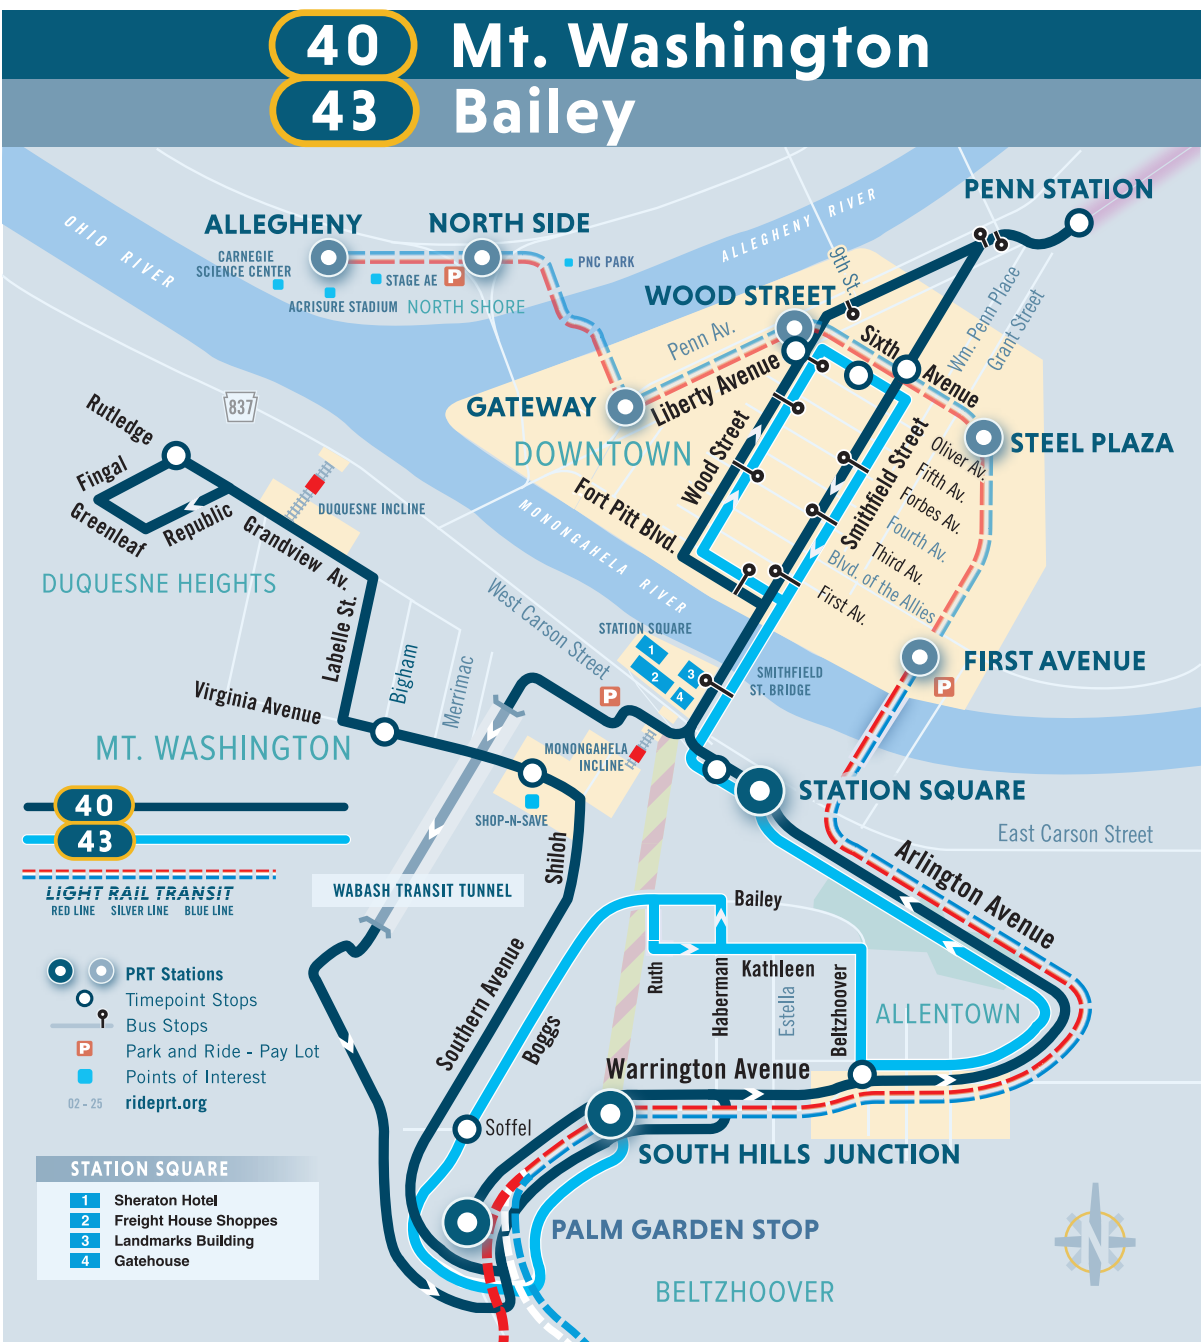 40 Mt. Washington
43 Bailey
PENN STATION
OHIO RIVER
ALLEGHENY
NORTH SIDE
ALLEGHENY RIVER
CARNEGIE
SCIENCE CENTER
STAGE AE
P
PNC PARK
9th St.
ACRISURE STADIUM
NORTH SHORE
WOOD STREET
Wm. Penn Place
Grant Street
Penn Av.
Sixth
Avenue
Liberty Avenue
GATEWAY
837
Rutledge
DOWNTOWN
Wood Street
Smithfield Street
STEEL PLAZA
Oliver Av.
Fifth Av.
Forbes Av.
Fourth Av.
Third Av.
Blvd. of the Allies
First Av.
Fingal
Greenleaf
Republic
Grandview Av.
DUQUESNE INCLINE
Fort Pitt Blvd.
MONONGAHELA RIVER
DUQUESNE HEIGHTS
West Carson Street
STATION SQUARE
1
2
3
4
SMITHFIELD
ST. BRIDGE
FIRST AVENUE
P
Labelle St.
Bigham
Merrimac
Virginia Avenue
P
MT. WASHINGTON
MONONGAHELA
INCLINE
STATION SQUARE
SHOP-N-SAVE
East Carson Street
Arlington Avenue
40
43
LIGHT RAIL TRANSIT
RED LINE SILVER LINE BLUE LINE
Shiloh
WABASH TRANSIT TUNNEL
Bailey
Ruth
Haberman
Kathleen
Estella
Beltzhoover
ALLENTOWN
Southern Avenue
Boggs
Warrington Avenue
PRT Stations
Timepoint Stops
Bus Stops
P Park and Ride - Pay Lot
Points of Interest
02 - 25 rideprt.org
Soffel
SOUTH HILLS JUNCTION
STATION SQUARE
1 Sheraton Hotel
2 Freight House Shoppes
3 Landmarks Building
4 Gatehouse
PALM GARDEN STOP
BELTZHOOVER
N